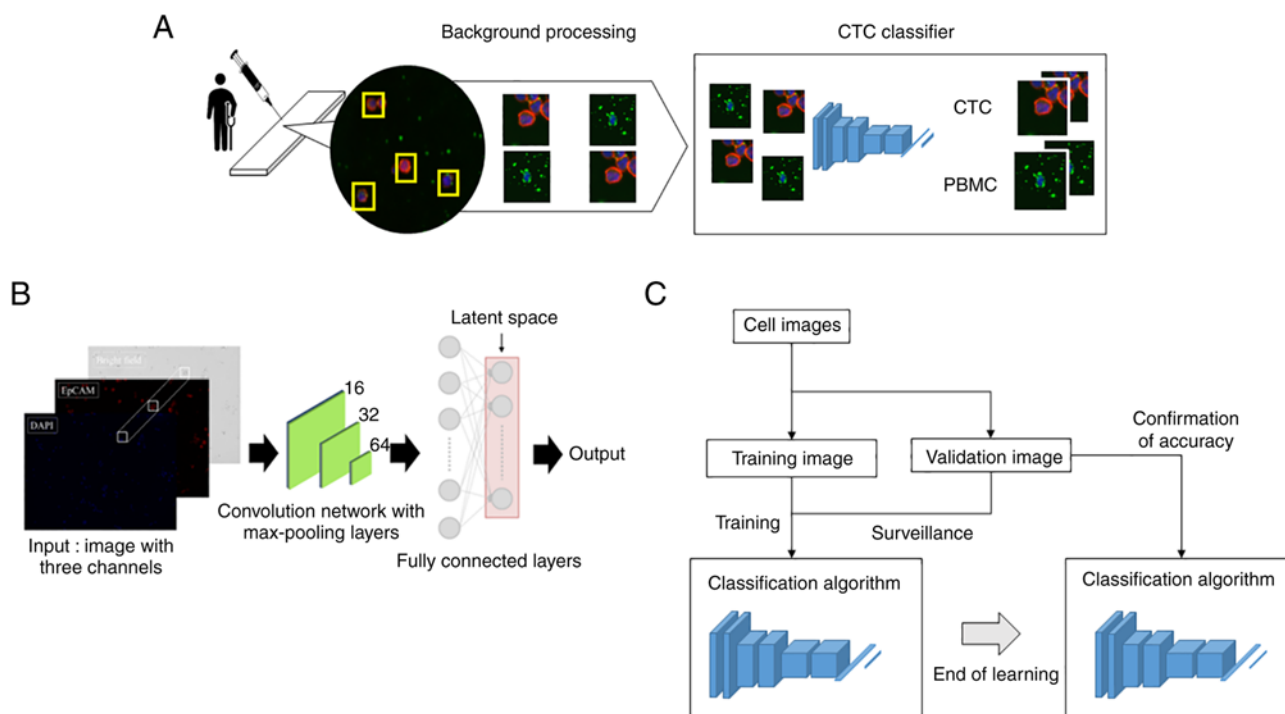 A
Background processing
CTC classifier
CTC
PBMC
B
Bright field
EpCAM
DAPI
Input : image with
three channels
16
32
64
Convolution network with
max-pooling layers
Latent space
Fully connected layers
Output
C
Cell images
Training image
Validation image
Confirmation
of accuracy
Training
Surveillance
Classification algorithm
End of learning
Classification algorithm